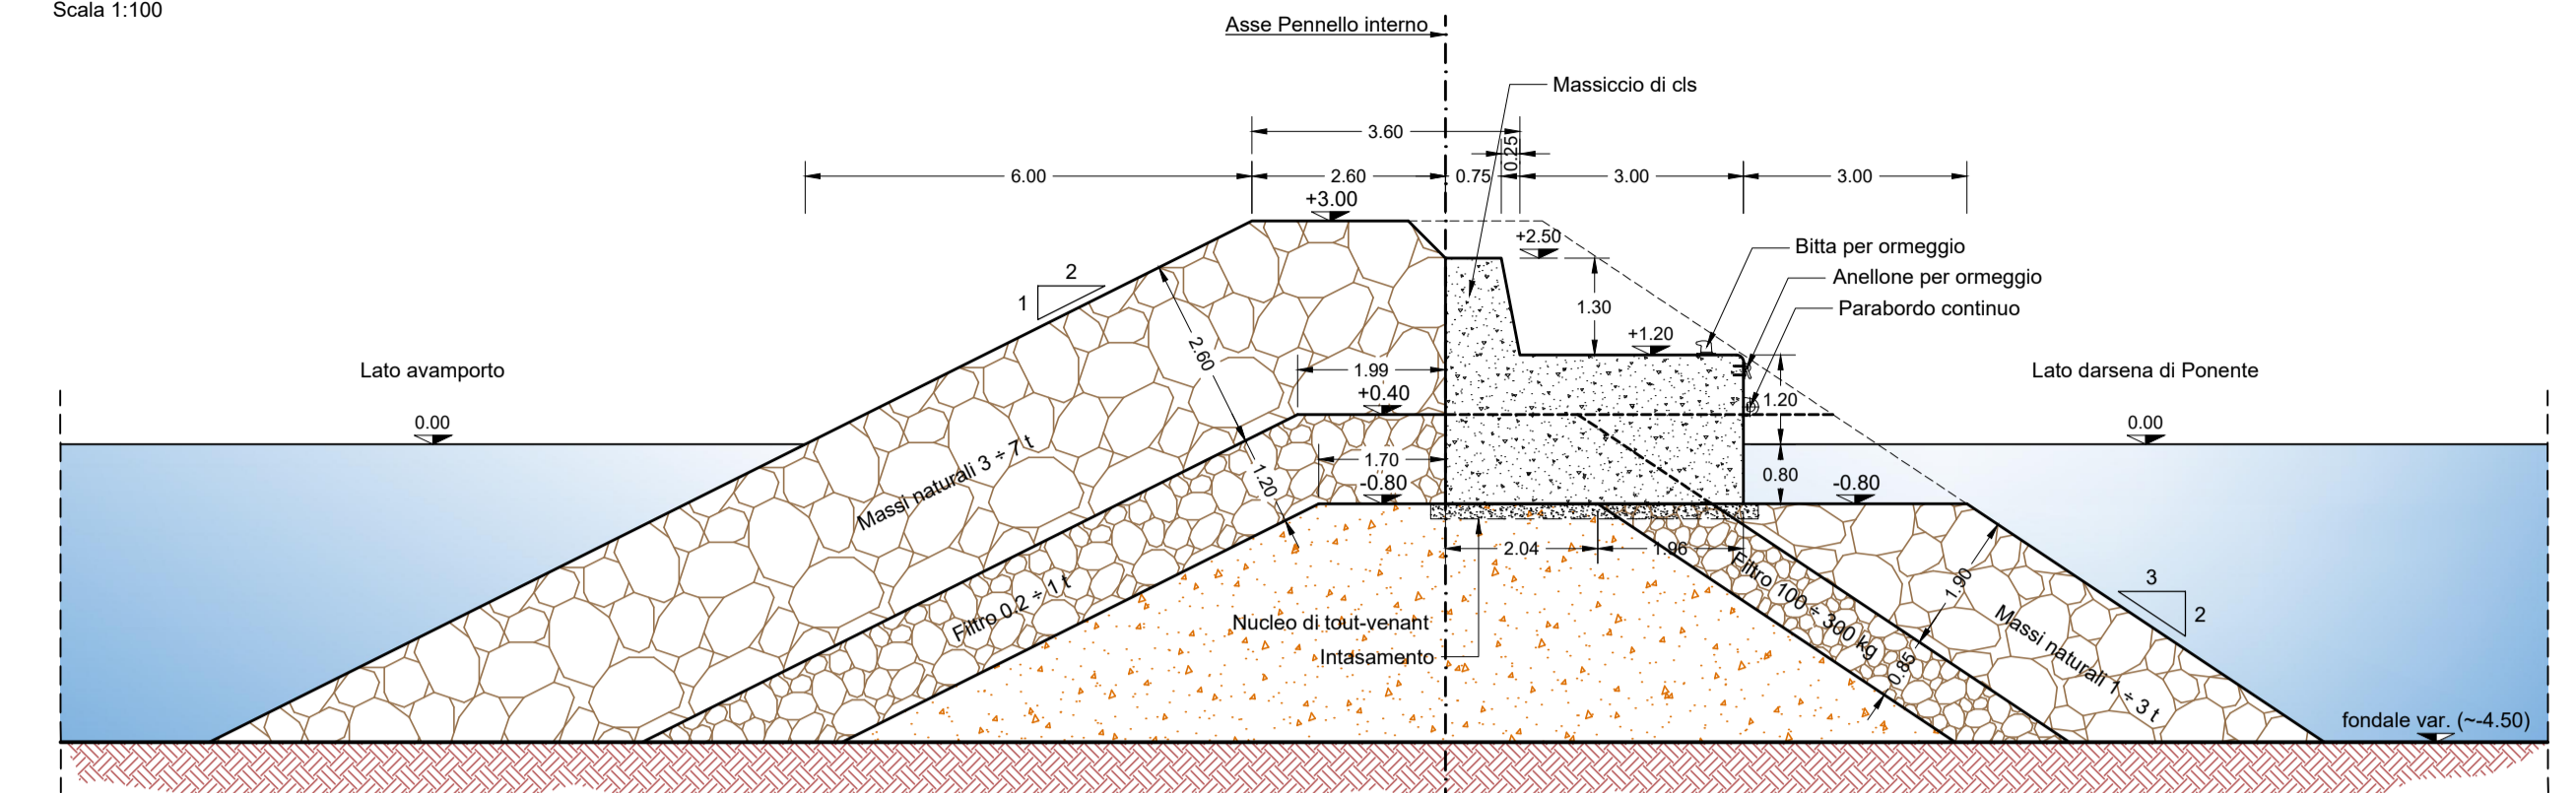 Scala 1:100
Asse Pennello interno
Massiccio di cls
3.60
0.25
6.00
2.60
0.75
3.00
3.00
+3.00
+2.50
Bitta per ormeggio
Anellone per ormeggio
Parabordo continuo
2
1
1.30
+1.20
2.60
Lato avamporto
1.99
Lato darsena di Ponente
+0.40
1.20
0.00
0.00
Massi naturali 3 ÷ 7 t
1.70
1.20
-0.80
0.80
-0.80
2.04
1.96
Filtro 0.2 ÷ 1 t
Filtro 100 ÷ 300 kg
1.90
3
2
Nucleo di tout-venant
Intasamento
0.85
Massi naturali 1 ÷ 3 t
fondale var. (~-4.50)